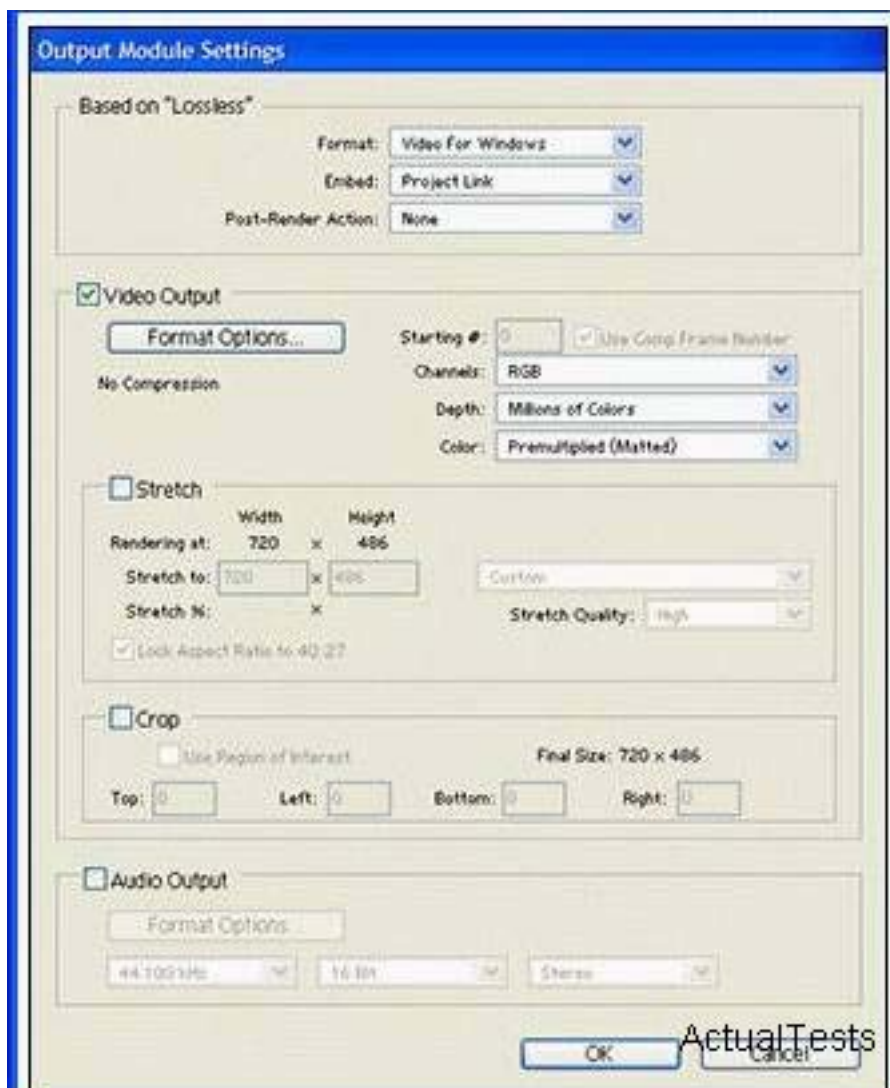 Output Module Settings
Based on "Lossless"
Format: Video For Windows
Embed: Project Link
Post-Render Action: None
Video Output
Format Options...
Starting #: 0 Use Comp Frame Number
No Compression
Channels: RGB
Depth: Millions of Colors
Color: Premultiplied (Matted)
Stretch
Width Height
Rendering at: 720 x 486
Stretch to: 720 x 486 Custom
Stretch %: x Stretch Quality: High
Lock Aspect Ratio to 40:27
Crop
Use Region of Interest Final Size: 720 x 486
Top: 0 Left: 0 Bottom: 0 Right: 0
Audio Output
Format Options...
44.100 kHz 16 Bit Stereo
OK Cancel
ActualTests